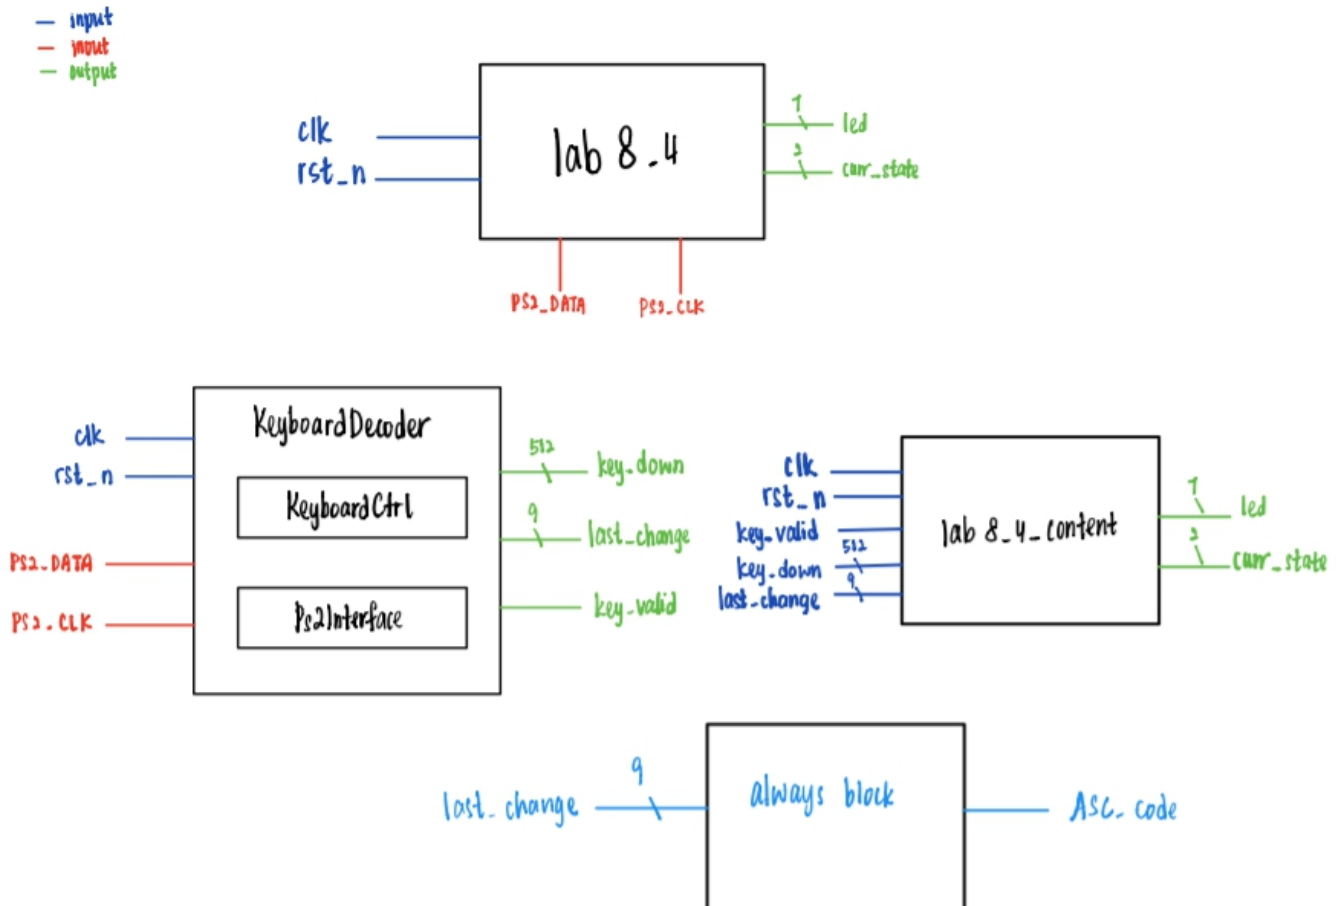 input
inout
output
lab 8_4
clk
rst_n
7
led
2
curr_state
PS2_DATA
PS2_CLK
KeyboardDecoder
clk
rst_n
KeyboardCtrl
PS2_DATA
Ps2Interface
PS2_CLK
512
key_down
9
last_change
key_valid
clk
rst_n
key_valid
512
key_down
9
last_change
lab 8_4_content
7
led
2
curr_state
9
last_change
always block
ASC_code